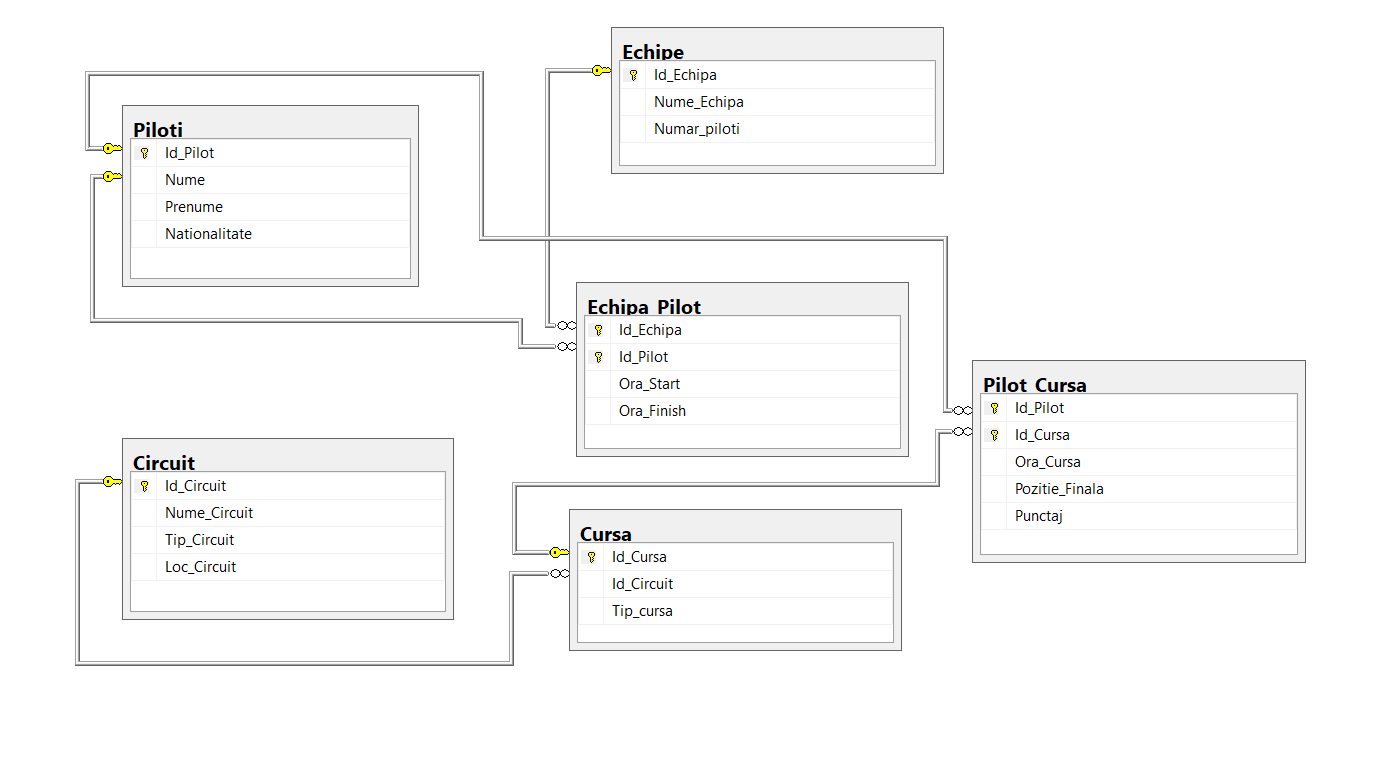 Echipe
Id_Echipa
Nume_Echipa
Numar_piloti
Piloti
Id_Pilot
Nume
Prenume
Nationalitate
Echipa_Pilot
Id_Echipa
Id_Pilot
Ora_Start
Ora_Finish
Pilot_Cursa
Id_Pilot
Id_Cursa
Ora_Cursa
Pozitie_Finala
Punctaj
Circuit
Id_Circuit
Nume_Circuit
Tip_Circuit
Loc_Circuit
Cursa
Id_Cursa
Id_Circuit
Tip_cursa